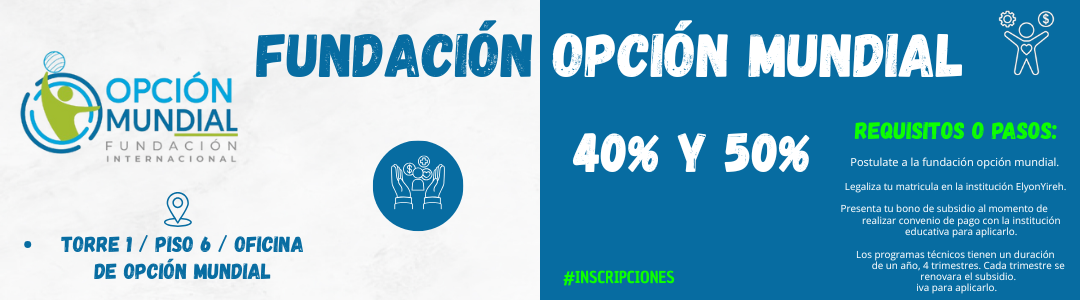 FUNDACIÓN OPCIÓN MUNDIAL
OPCIÓN
MUNDIAL
FUNDACIÓN
INTERNACIONAL
TORRE 1 / PISO 6 / OFICINA
DE OPCIÓN MUNDIAL
40% Y 50%
#INSCRIPCIONES
REQUISITOS O PASOS:
Postulate a la fundación opción mundial.
Legaliza tu matricula en la institución ElyonYireh.
Presenta tu bono de subsidio al momento de
realizar convenio de pago con la institución
educativa para aplicarlo.
Los programas técnicos tienen un duración
de un año, 4 trimestres. Cada trimestre se
renovara el subsidio.
iva para aplicarlo.